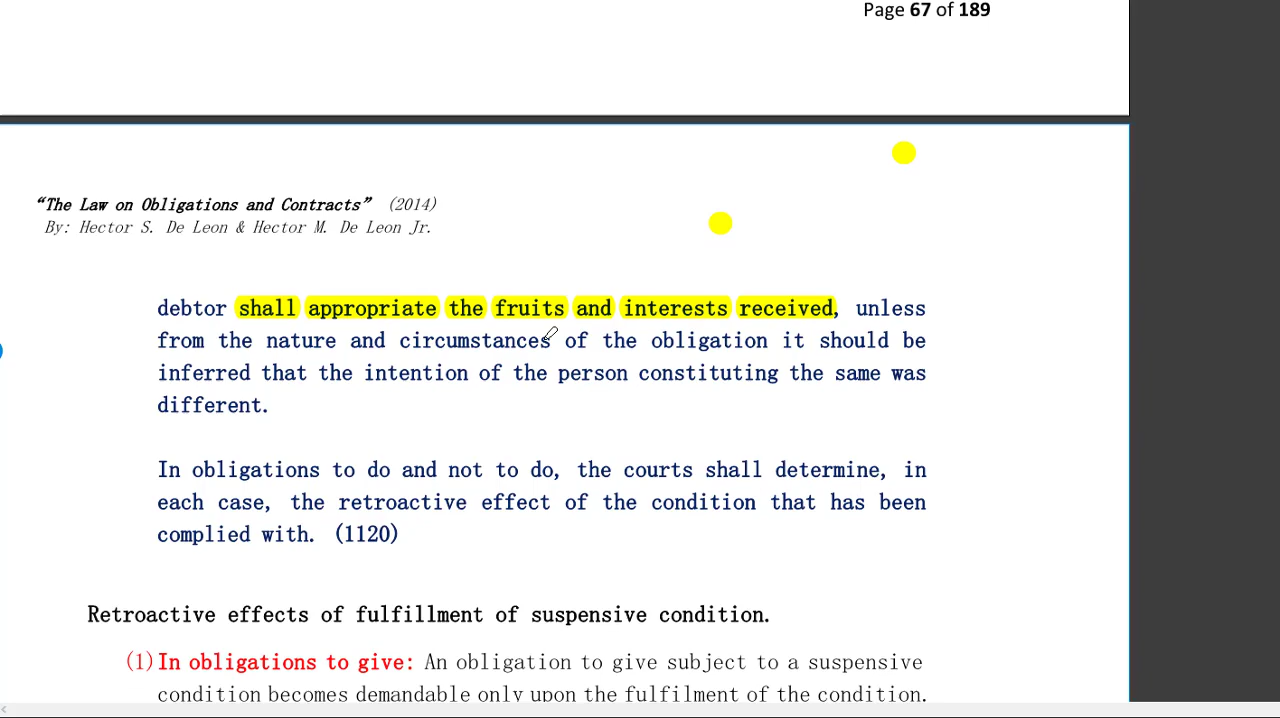 Page 67 of 189
“The Law on Obligations and Contracts” (2014)
By: Hector S. De Leon & Hector M. De Leon Jr.
debtor shall appropriate the fruits and interests received, unless
from the nature and circumstances of the obligation it should be
inferred that the intention of the person constituting the same was
different.
In obligations to do and not to do, the courts shall determine, in
each case, the retroactive effect of the condition that has been
complied with. (1120)
Retroactive effects of fulfillment of suspensive condition.
(1) In obligations to give: An obligation to give subject to a suspensive
condition becomes demandable only upon the fulfilment of the condition.